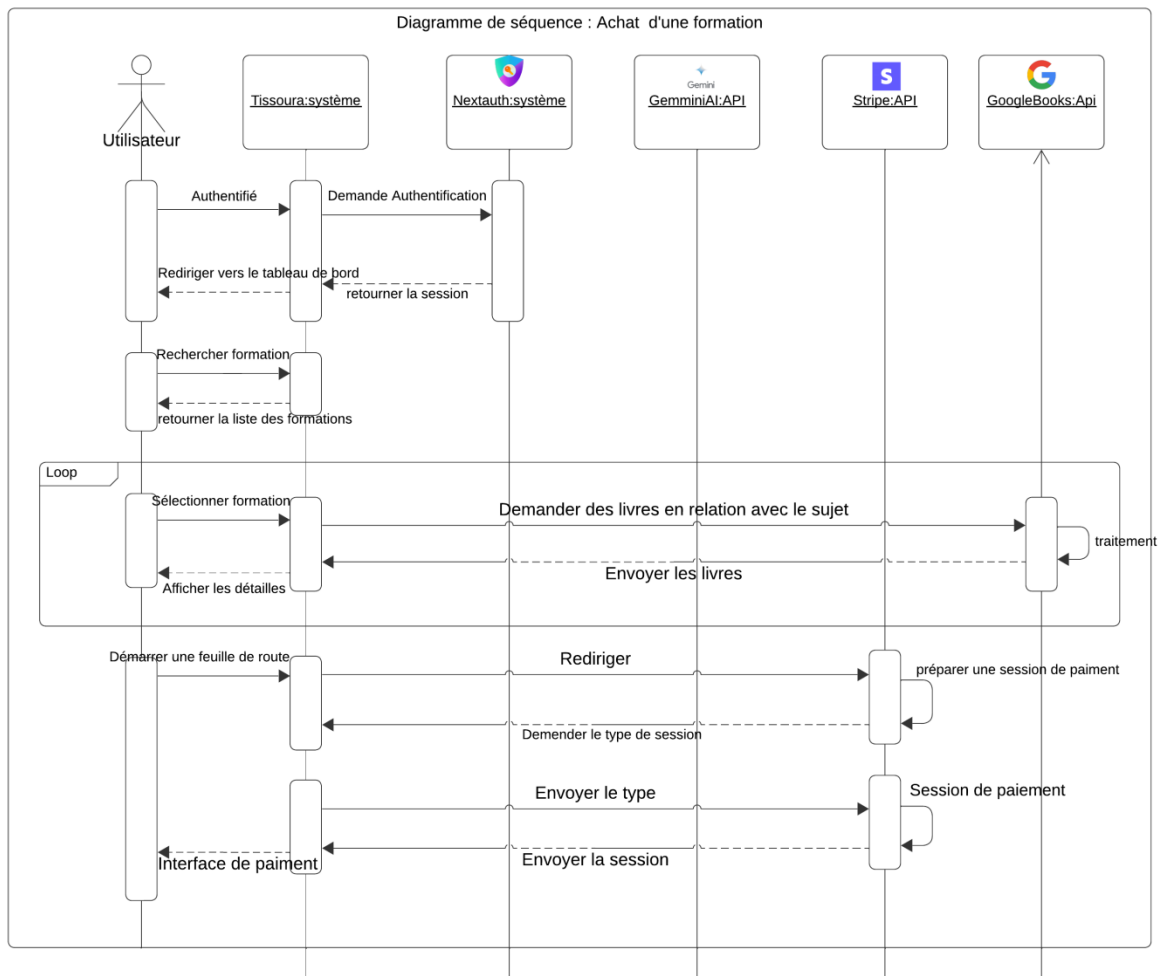 Diagramme de séquence : Achat  d'une formation
Utilisateur
Tissoura:système
Nextauth:système
Gemini
GemminiAI:API
S
Stripe:API
GoogleBooks:Api
Authentifié
Demande Authentification
Rediriger vers le tableau de bord
retourner la session
Rechercher formation
retourner la liste des formations
Loop
Sélectionner formation
Demander des livres en relation avec le sujet
traitement
Envoyer les livres
Afficher les détailles
Démarrer une feuille de route
Rediriger
préparer une session de paiment
Demender le type de session
Envoyer le type
Session de paiement
Envoyer la session
Interface de paiment